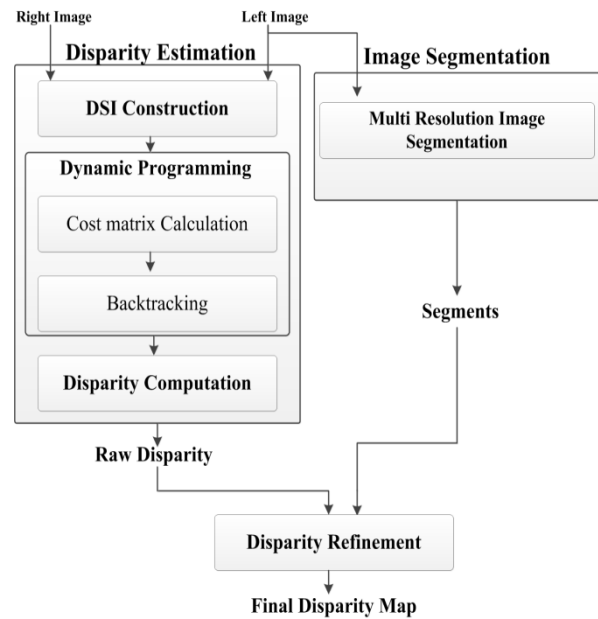 Right Image
Left Image
Disparity Estimation
Image Segmentation
DSI Construction
Multi Resolution Image
Segmentation
Dynamic Programming
Cost matrix Calculation
Backtracking
Segments
Disparity Computation
Raw Disparity
Disparity Refinement
Final Disparity Map